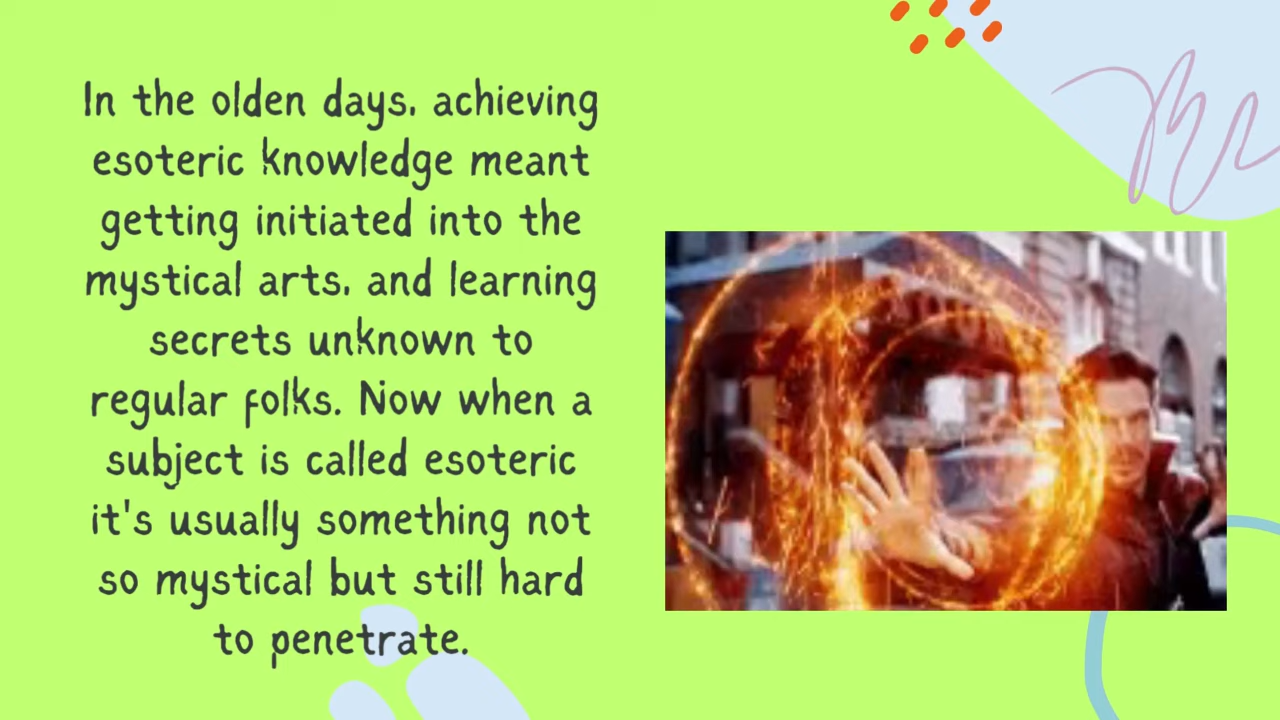 In the olden days, achieving
esoteric knowledge meant
getting initiated into the
mystical arts, and learning
secrets unknown to
regular folks. Now when a
subject is called esoteric
it's usually something not
so mystical but still hard
to penetrate.